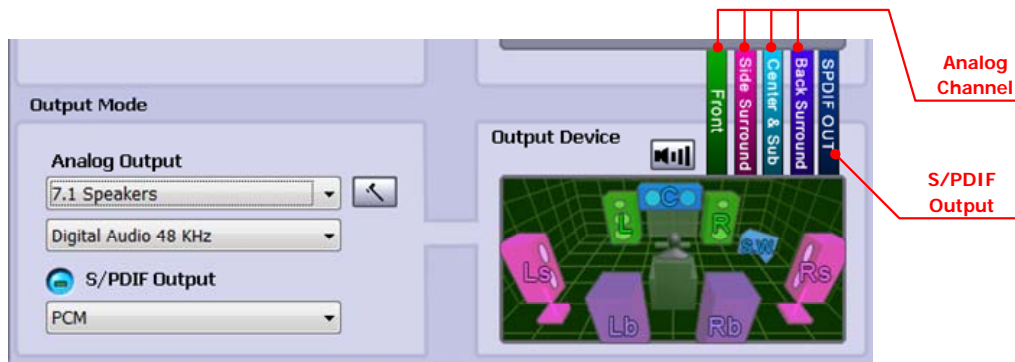 Output Mode
Analog Output
7.1 Speakers
Digital Audio 48 KHz
S/PDIF Output
PCM
Output Device
Front
Side Surround
Center & Sub
Back Surround
SPDIF OUT
L
C
R
SW
Ls
Rs
Lb
Rb
Analog
Channel
S/PDIF
Output